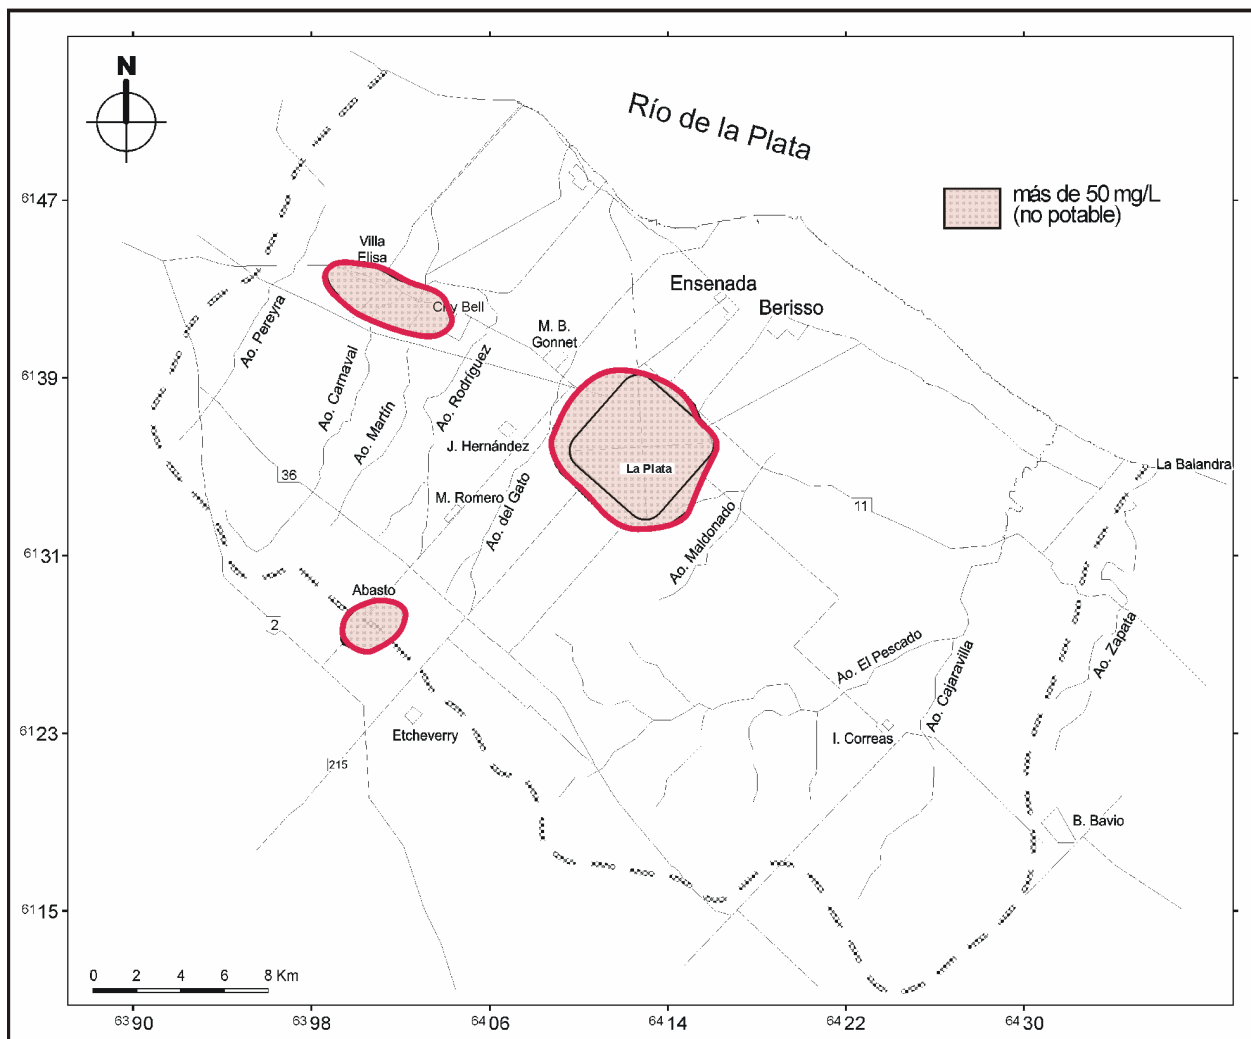 N
Río de la Plata
más de 50 mg/L
(no potable)
6147
Villa
Elisa
Ensenada
City Bell
Berisso
Ao. Pereyra
M. B.
Gonnet
6139
Ao. Carnaval
Ao. Martín
Ao. Rodríguez
J. Hernández
La Plata
La Balandra
36
M. Romero
Ao. del Gato
11
Ao. Maldonado
6131
Abasto
2
Ao. El Pescado
Ao. Cajaravilla
Ao. Zapata
6123
Etcheverry
I. Correas
215
B. Bavio
6115
0 2 4 6 8 Km
6390 6398 6406 6414 6422 6430